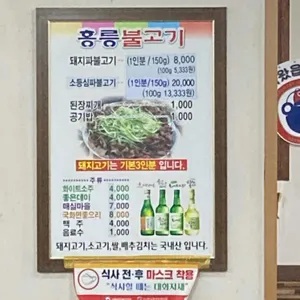 홍릉불고기
돼지파불고기 (1인분/150g) 8,000
(100g 5,333원)
소등심파불고기 (1인분/150g) 20,000
(100g 13,333원)
된장찌개 1,000
공기밥 1,000
돼지고기는 기본3인분 입니다.
주류
화이트소주 4,000
좋은데이 4,000
매실마을 7,000
국화면좋으리 8,000
맥주 4,000
음료수 1,000
돼지고기,소고기,쌀,배추김치는 국내산 입니다.
식사 전·후 마스크 착용
"식사할 때는 대화자제"